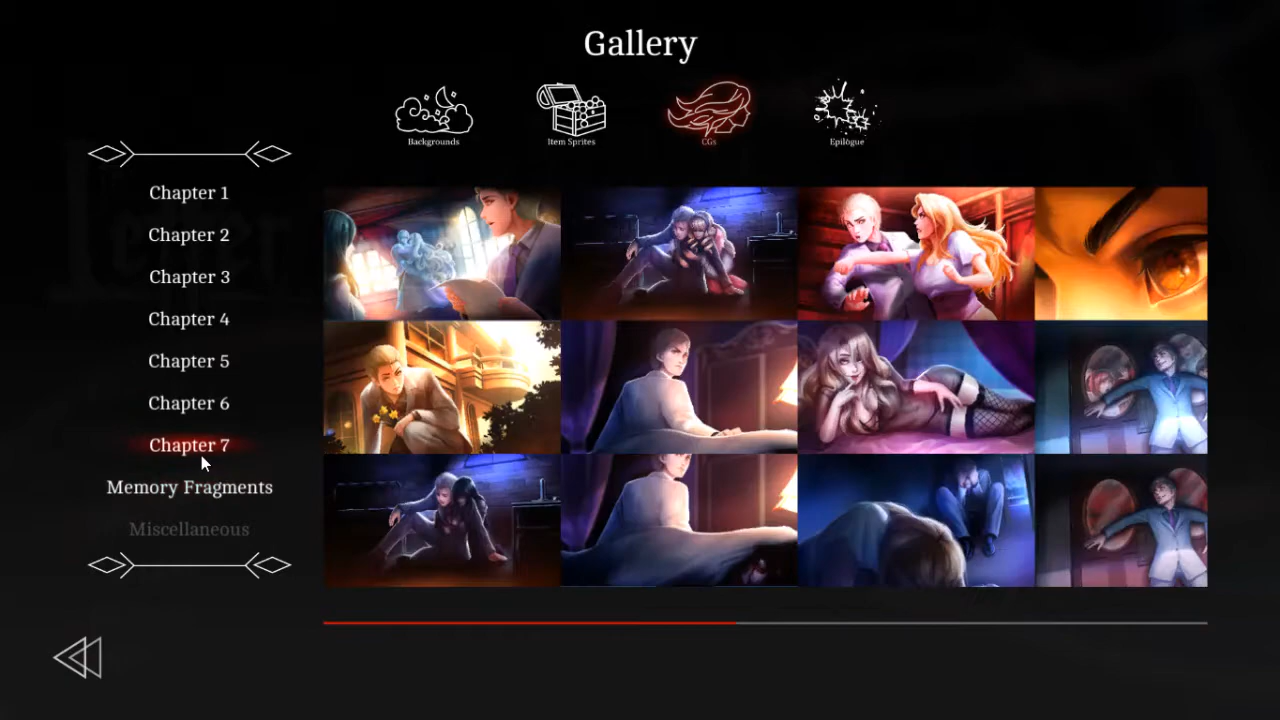 Gallery
Backgrounds
Item Sprites
CGs
Epilogue
Chapter 1
Chapter 2
Chapter 3
Chapter 4
Chapter 5
Chapter 6
Chapter 7
Memory Fragments
Miscellaneous